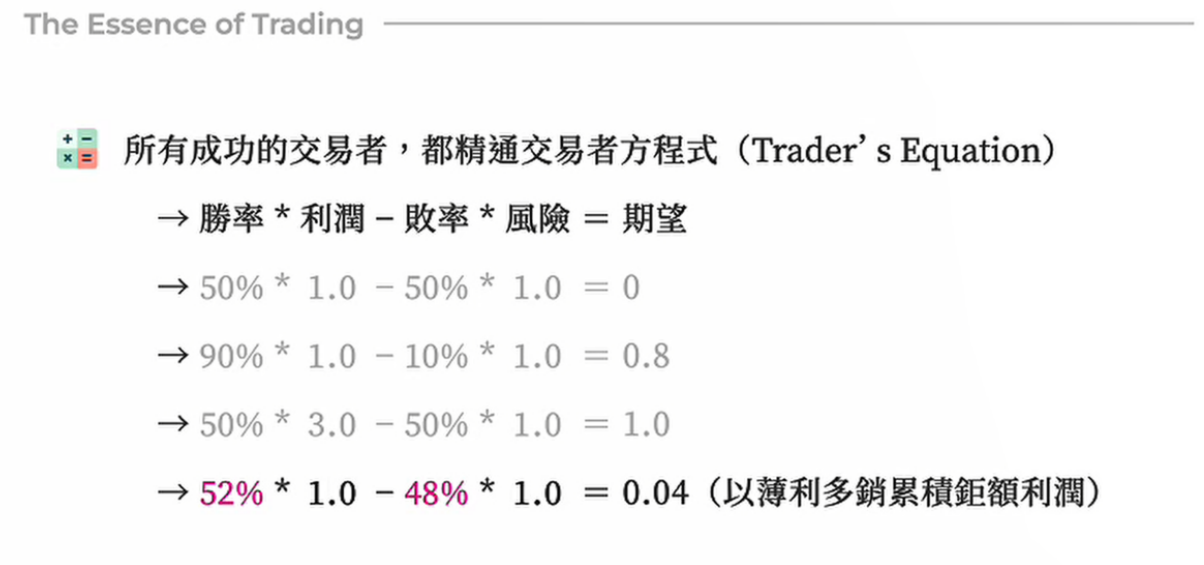 The Essence of Trading
所有成功的交易者，都精通交易者方程式（Trader’s Equation）
→ 勝率 * 利潤 − 敗率 * 風險 = 期望
→ 50% * 1.0 − 50% * 1.0 = 0
→ 90% * 1.0 − 10% * 1.0 = 0.8
→ 50% * 3.0 − 50% * 1.0 = 1.0
→ 52% * 1.0 − 48% * 1.0 = 0.04（以薄利多銷累積鉅額利潤）